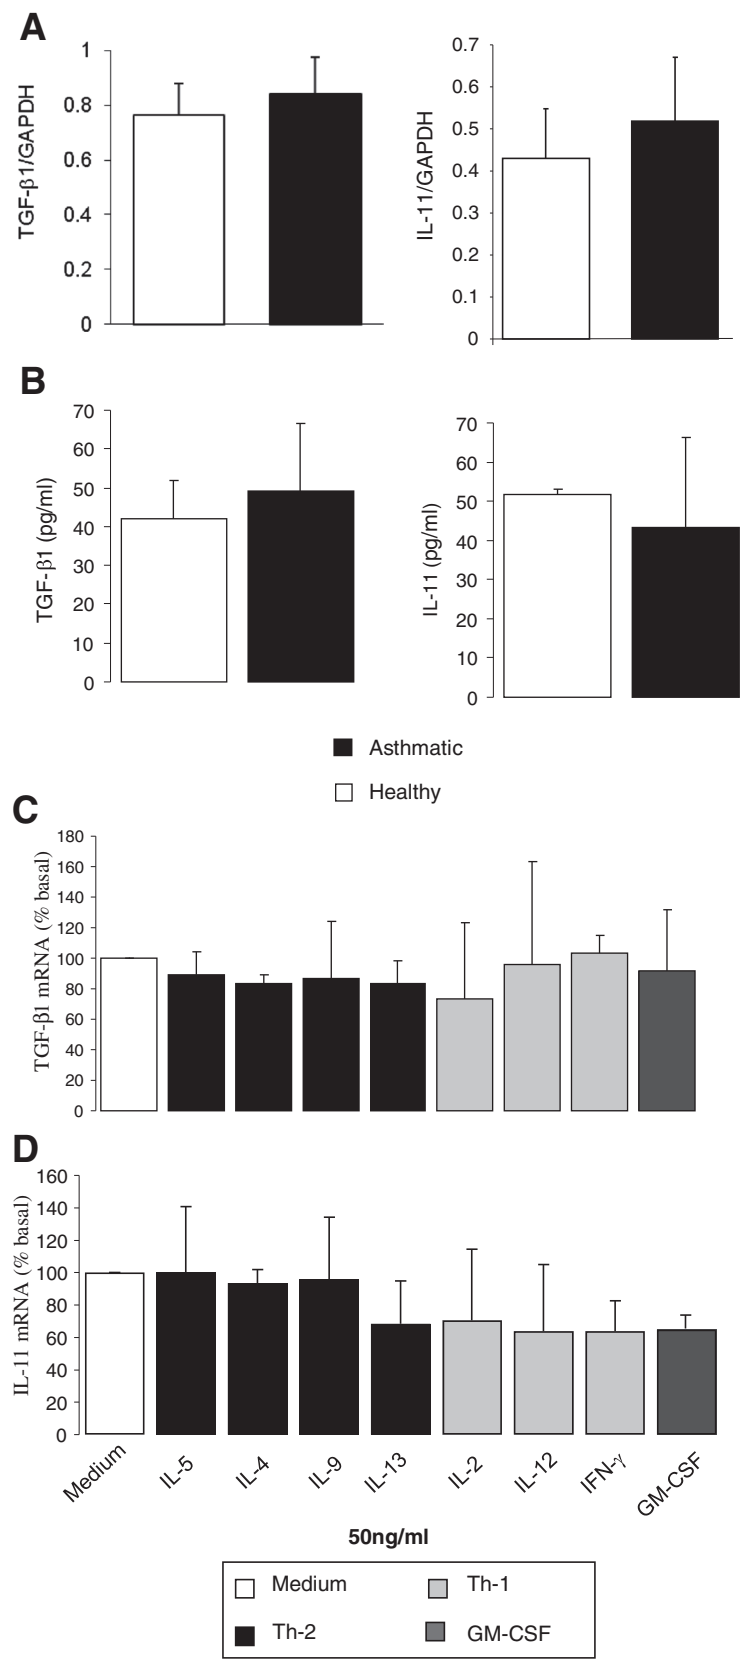 A
TGF-β1/GAPDH
1
0.8
0.6
0.4
0.2
0
IL-11/GAPDH
0.7
0.6
0.5
0.4
0.3
0.2
0.1
0
B
TGF-β1 (pg/ml)
70
60
50
40
30
20
10
0
IL-11 (pg/ml)
70
60
50
40
30
20
10
0
Asthmatic
Healthy
C
TGF-β1 mRNA (% basal)
180
160
140
120
100
80
60
40
20
0
D
IL-11 mRNA (% basal)
160
140
120
100
80
60
40
20
0
Medium
IL-5
IL-4
IL-9
IL-13
IL-2
IL-12
IFN-γ
GM-CSF
50ng/ml
Medium
Th-1
Th-2
GM-CSF